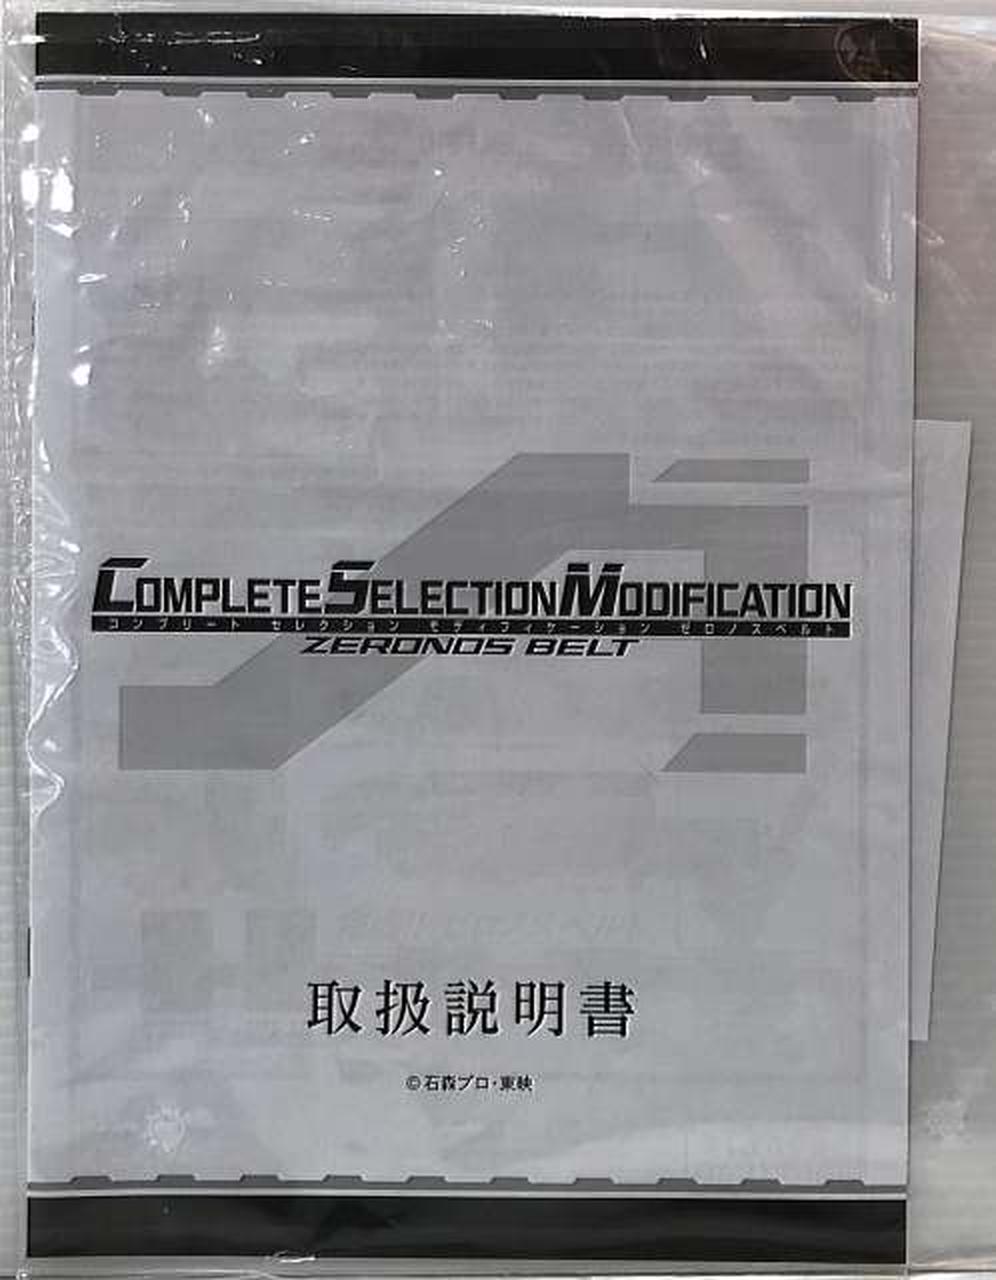 COMPLETE SELECTION MODIFICATION
コンプリート セレクション モディフィケーション ゼロノスベルト
ZERONOS BELT
取扱説明書
©石森プロ・東映